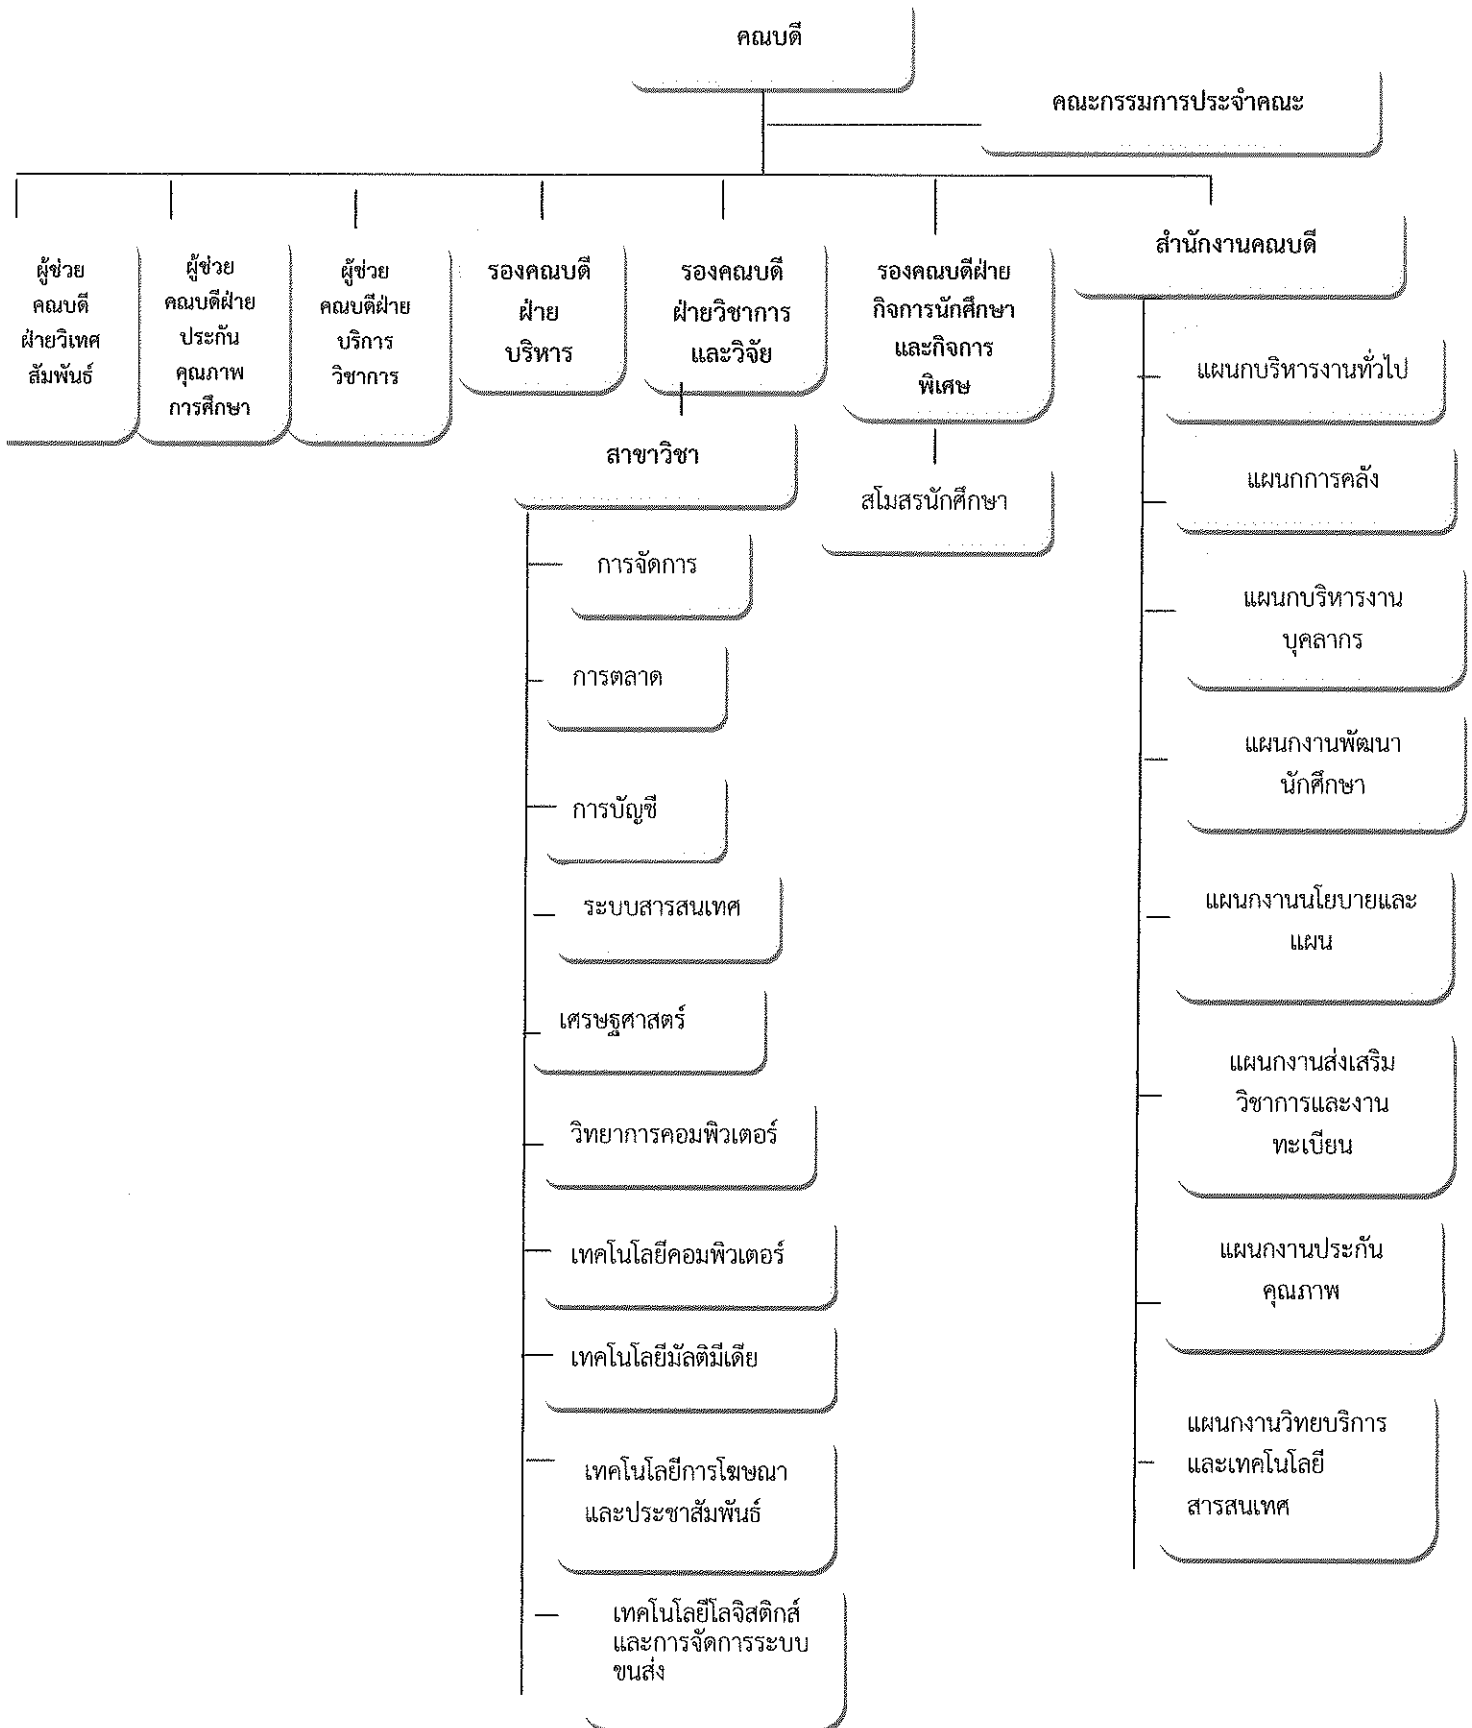 คณบดี
คณะกรรมการประจำคณะ
ผู้ช่วย
คณบดี
ฝ่ายวิเทศ
สัมพันธ์
ผู้ช่วย
คณบดีฝ่าย
ประกัน
คุณภาพ
การศึกษา
ผู้ช่วย
คณบดีฝ่าย
บริการ
วิชาการ
รองคณบดี
ฝ่าย
บริหาร
รองคณบดี
ฝ่ายวิชาการ
และวิจัย
รองคณบดีฝ่าย
กิจการนักศึกษา
และกิจการ
พิเศษ
สำนักงานคณบดี
สาขาวิชา
การจัดการ
การตลาด
การบัญชี
ระบบสารสนเทศ
เศรษฐศาสตร์
วิทยาการคอมพิวเตอร์
เทคโนโลยีคอมพิวเตอร์
เทคโนโลยีมัลติมีเดีย
เทคโนโลยีการโฆษณา
และประชาสัมพันธ์
เทคโนโลยีโลจิสติกส์
และการจัดการระบบ
ขนส่ง
สโมสรนักศึกษา
แผนกบริหารงานทั่วไป
แผนกการคลัง
แผนกบริหารงาน
บุคลากร
แผนกงานพัฒนา
นักศึกษา
แผนกงานนโยบายและ
แผน
แผนกงานส่งเสริม
วิชาการและงาน
ทะเบียน
แผนกงานประกัน
คุณภาพ
แผนกงานวิทยบริการ
และเทคโนโลยี
สารสนเทศ